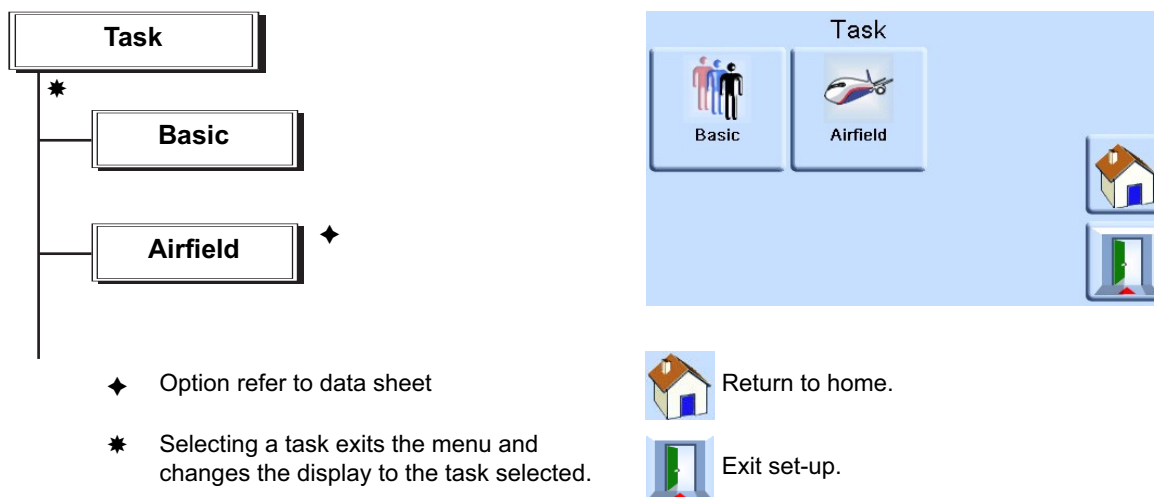 Task
Basic
Airfield
Option refer to data sheet
Selecting a task exits the menu and
changes the display to the task selected.
Task
Basic
Airfield
Return to home.
Exit set-up.